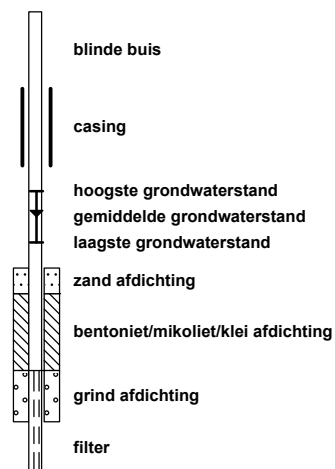 blinde buis
casing
hoogste grondwaterstand
gemiddelde grondwaterstand
laagste grondwaterstand
zand afdichting
bentoniet/mikoliet/klei afdichting
grind afdichting
filter